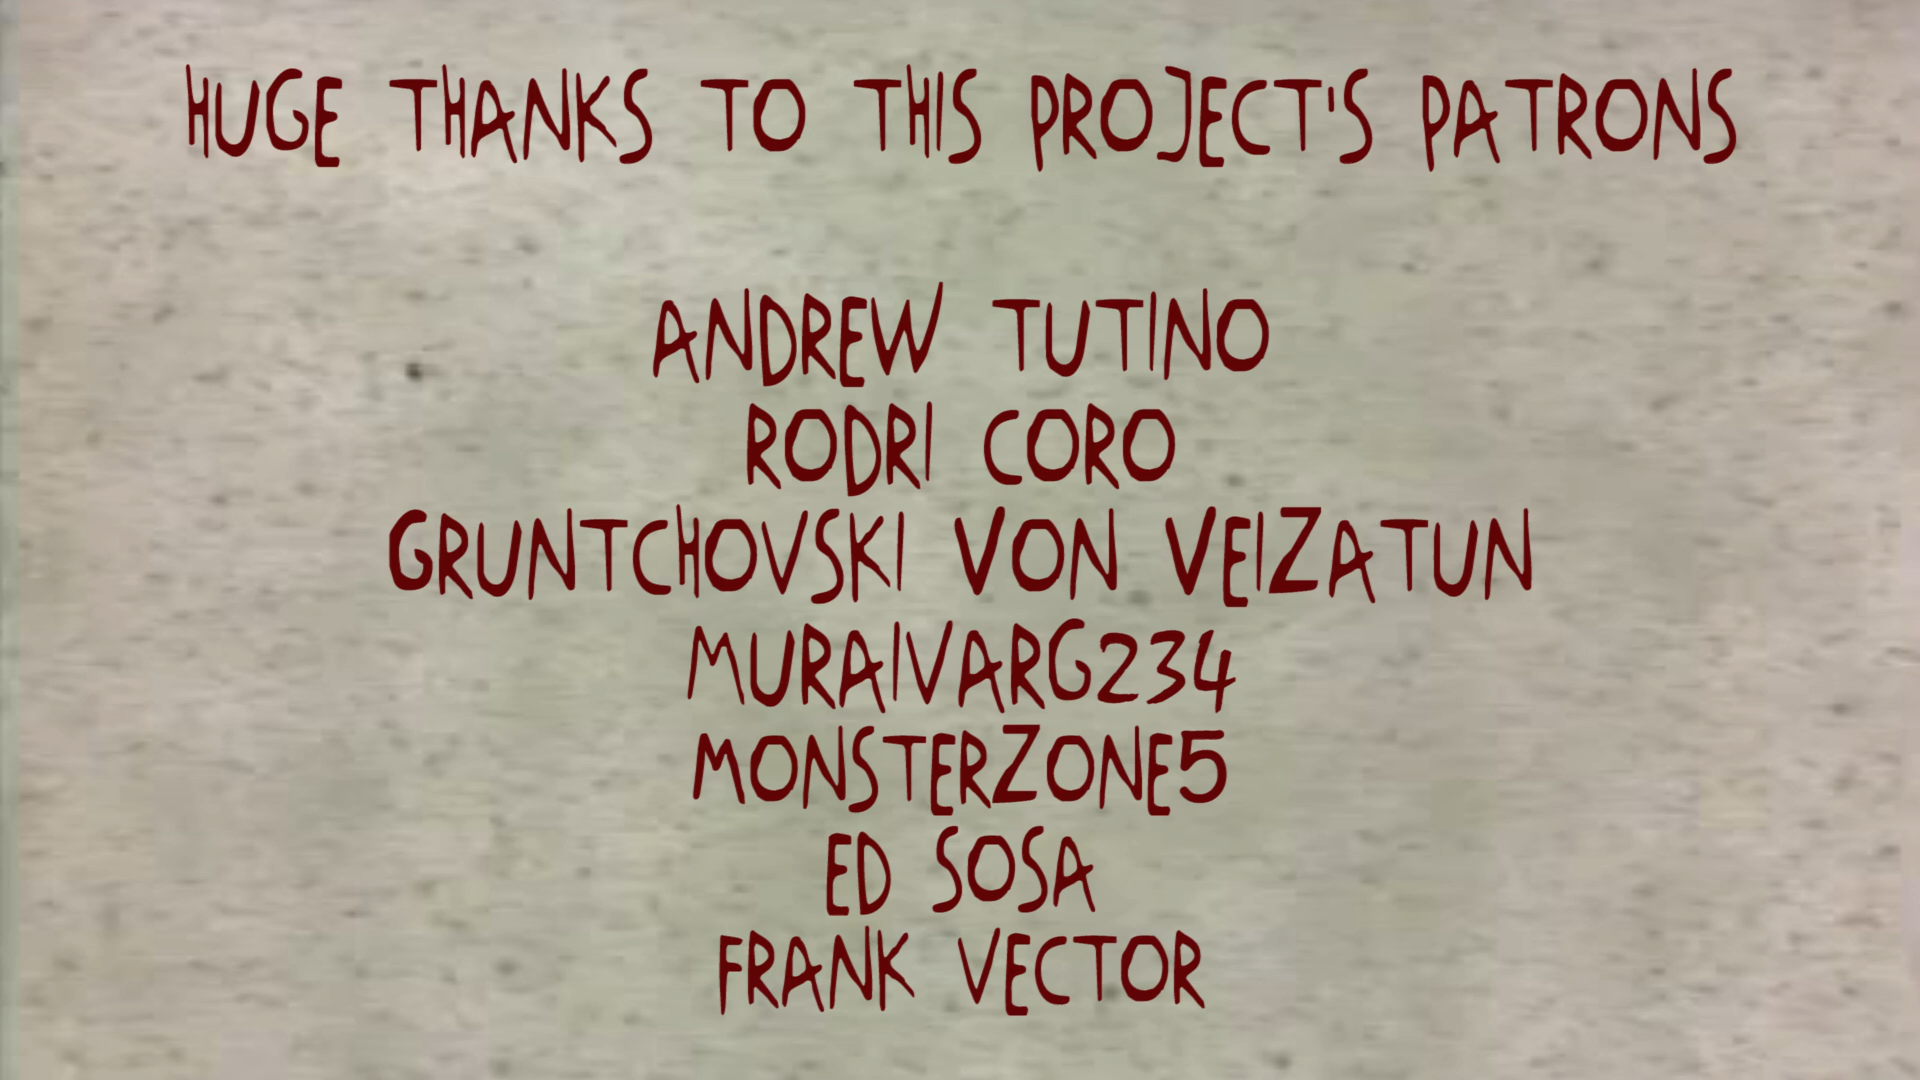 HUGE THANKS TO THIS PROJECT'S PATRONS
ANDREW TUTINO
RODRI CORO
GRUNTCHOVSKI VON VEIZATUN
MURAIVARG234
MONSTERZONE5
ED SOSA
FRANK VECTOR